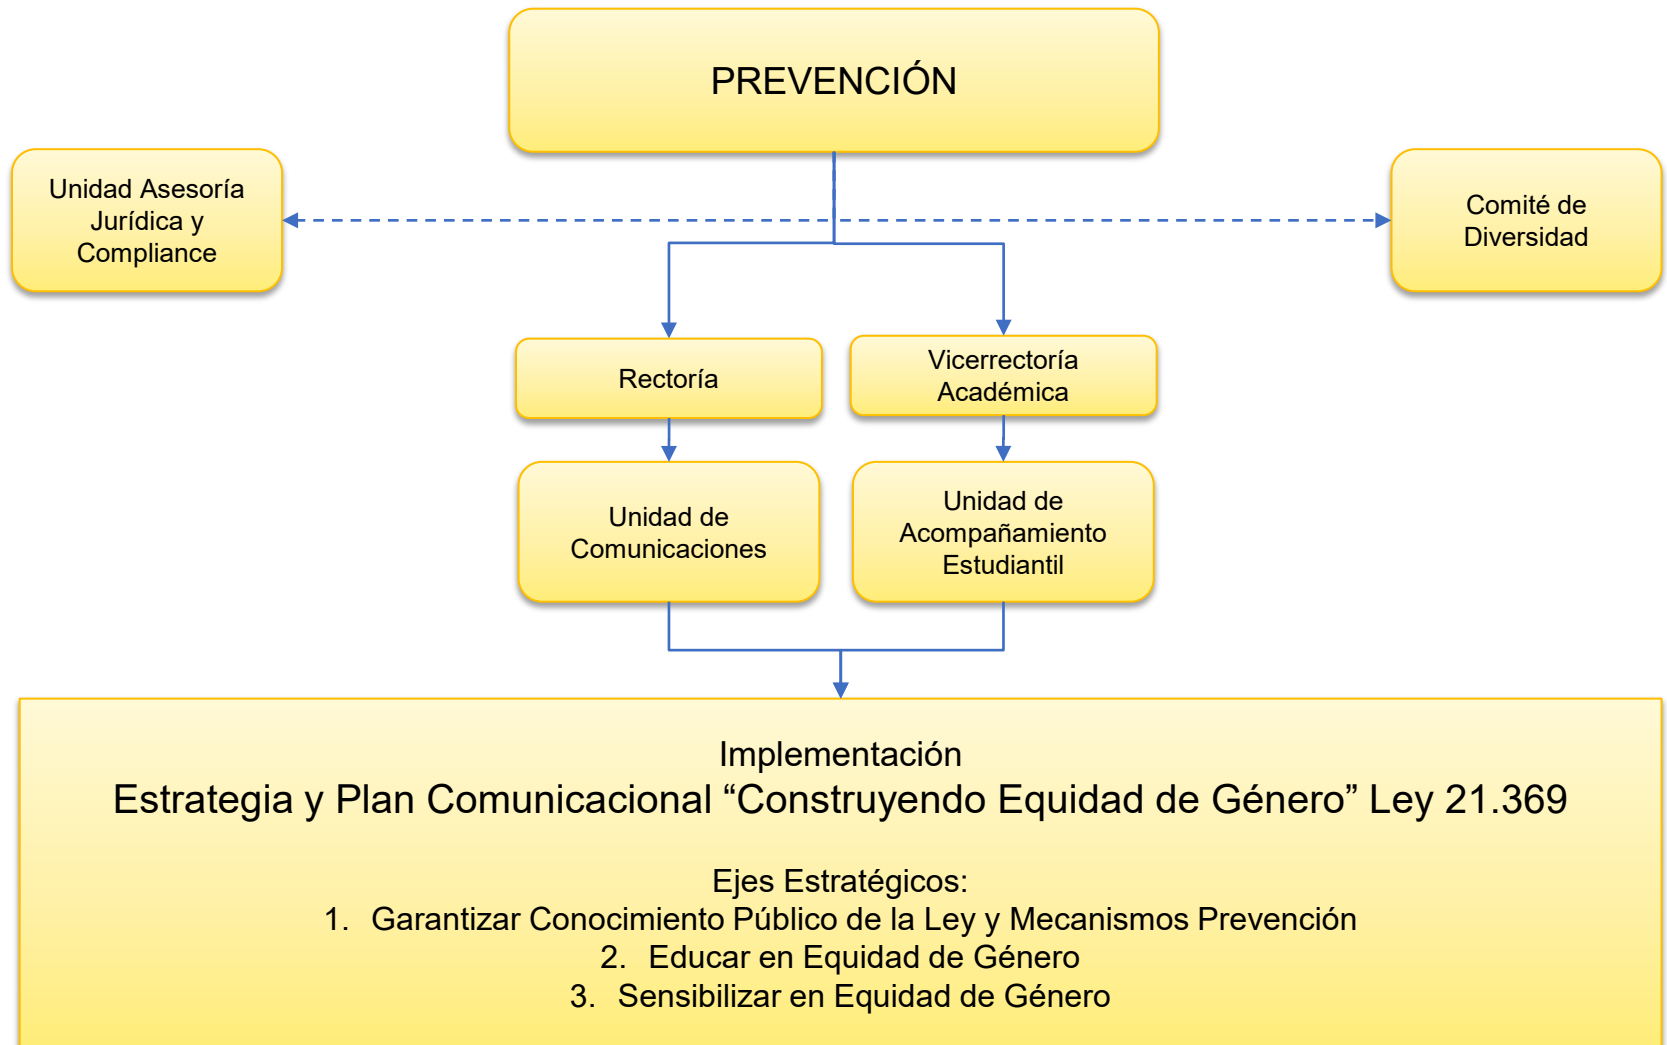 PREVENCIÓN
Unidad Asesoría
Jurídica y
Compliance
Comité de
Diversidad
Rectoría
Vicerrectoría
Académica
Unidad de
Comunicaciones
Unidad de
Acompañamiento
Estudiantil
Implementación
Estrategia y Plan Comunicacional “Construyendo Equidad de Género” Ley 21.369
Ejes Estratégicos:
1. Garantizar Conocimiento Público de la Ley y Mecanismos Prevención
2. Educar en Equidad de Género
3. Sensibilizar en Equidad de Género